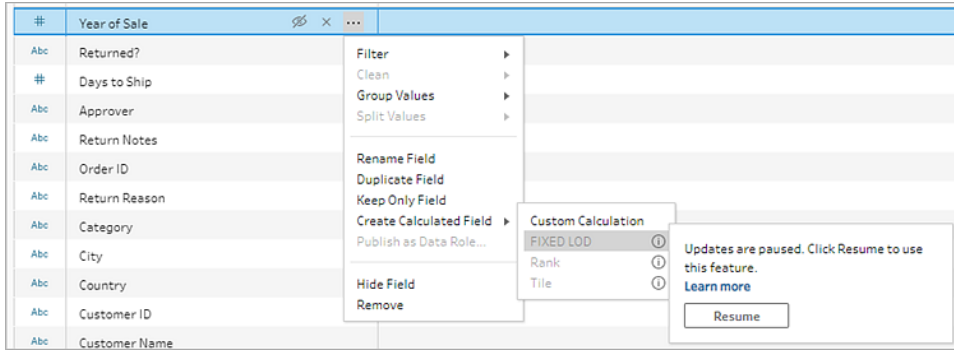 # Year of Sale
Abc Returned?
# Days to Ship
Abc Approver
Abc Return Notes
Abc Order ID
Abc Return Reason
Abc Category
Abc City
Abc Country
Abc Customer ID
Abc Customer Name
Filter
Clean
Group Values
Split Values
Rename Field
Duplicate Field
Keep Only Field
Create Calculated Field
Publish as Data Role...
Hide Field
Remove
Custom Calculation
FIXED LOD
Rank
Tile
Updates are paused. Click Resume to use
this feature.
Learn more
Resume